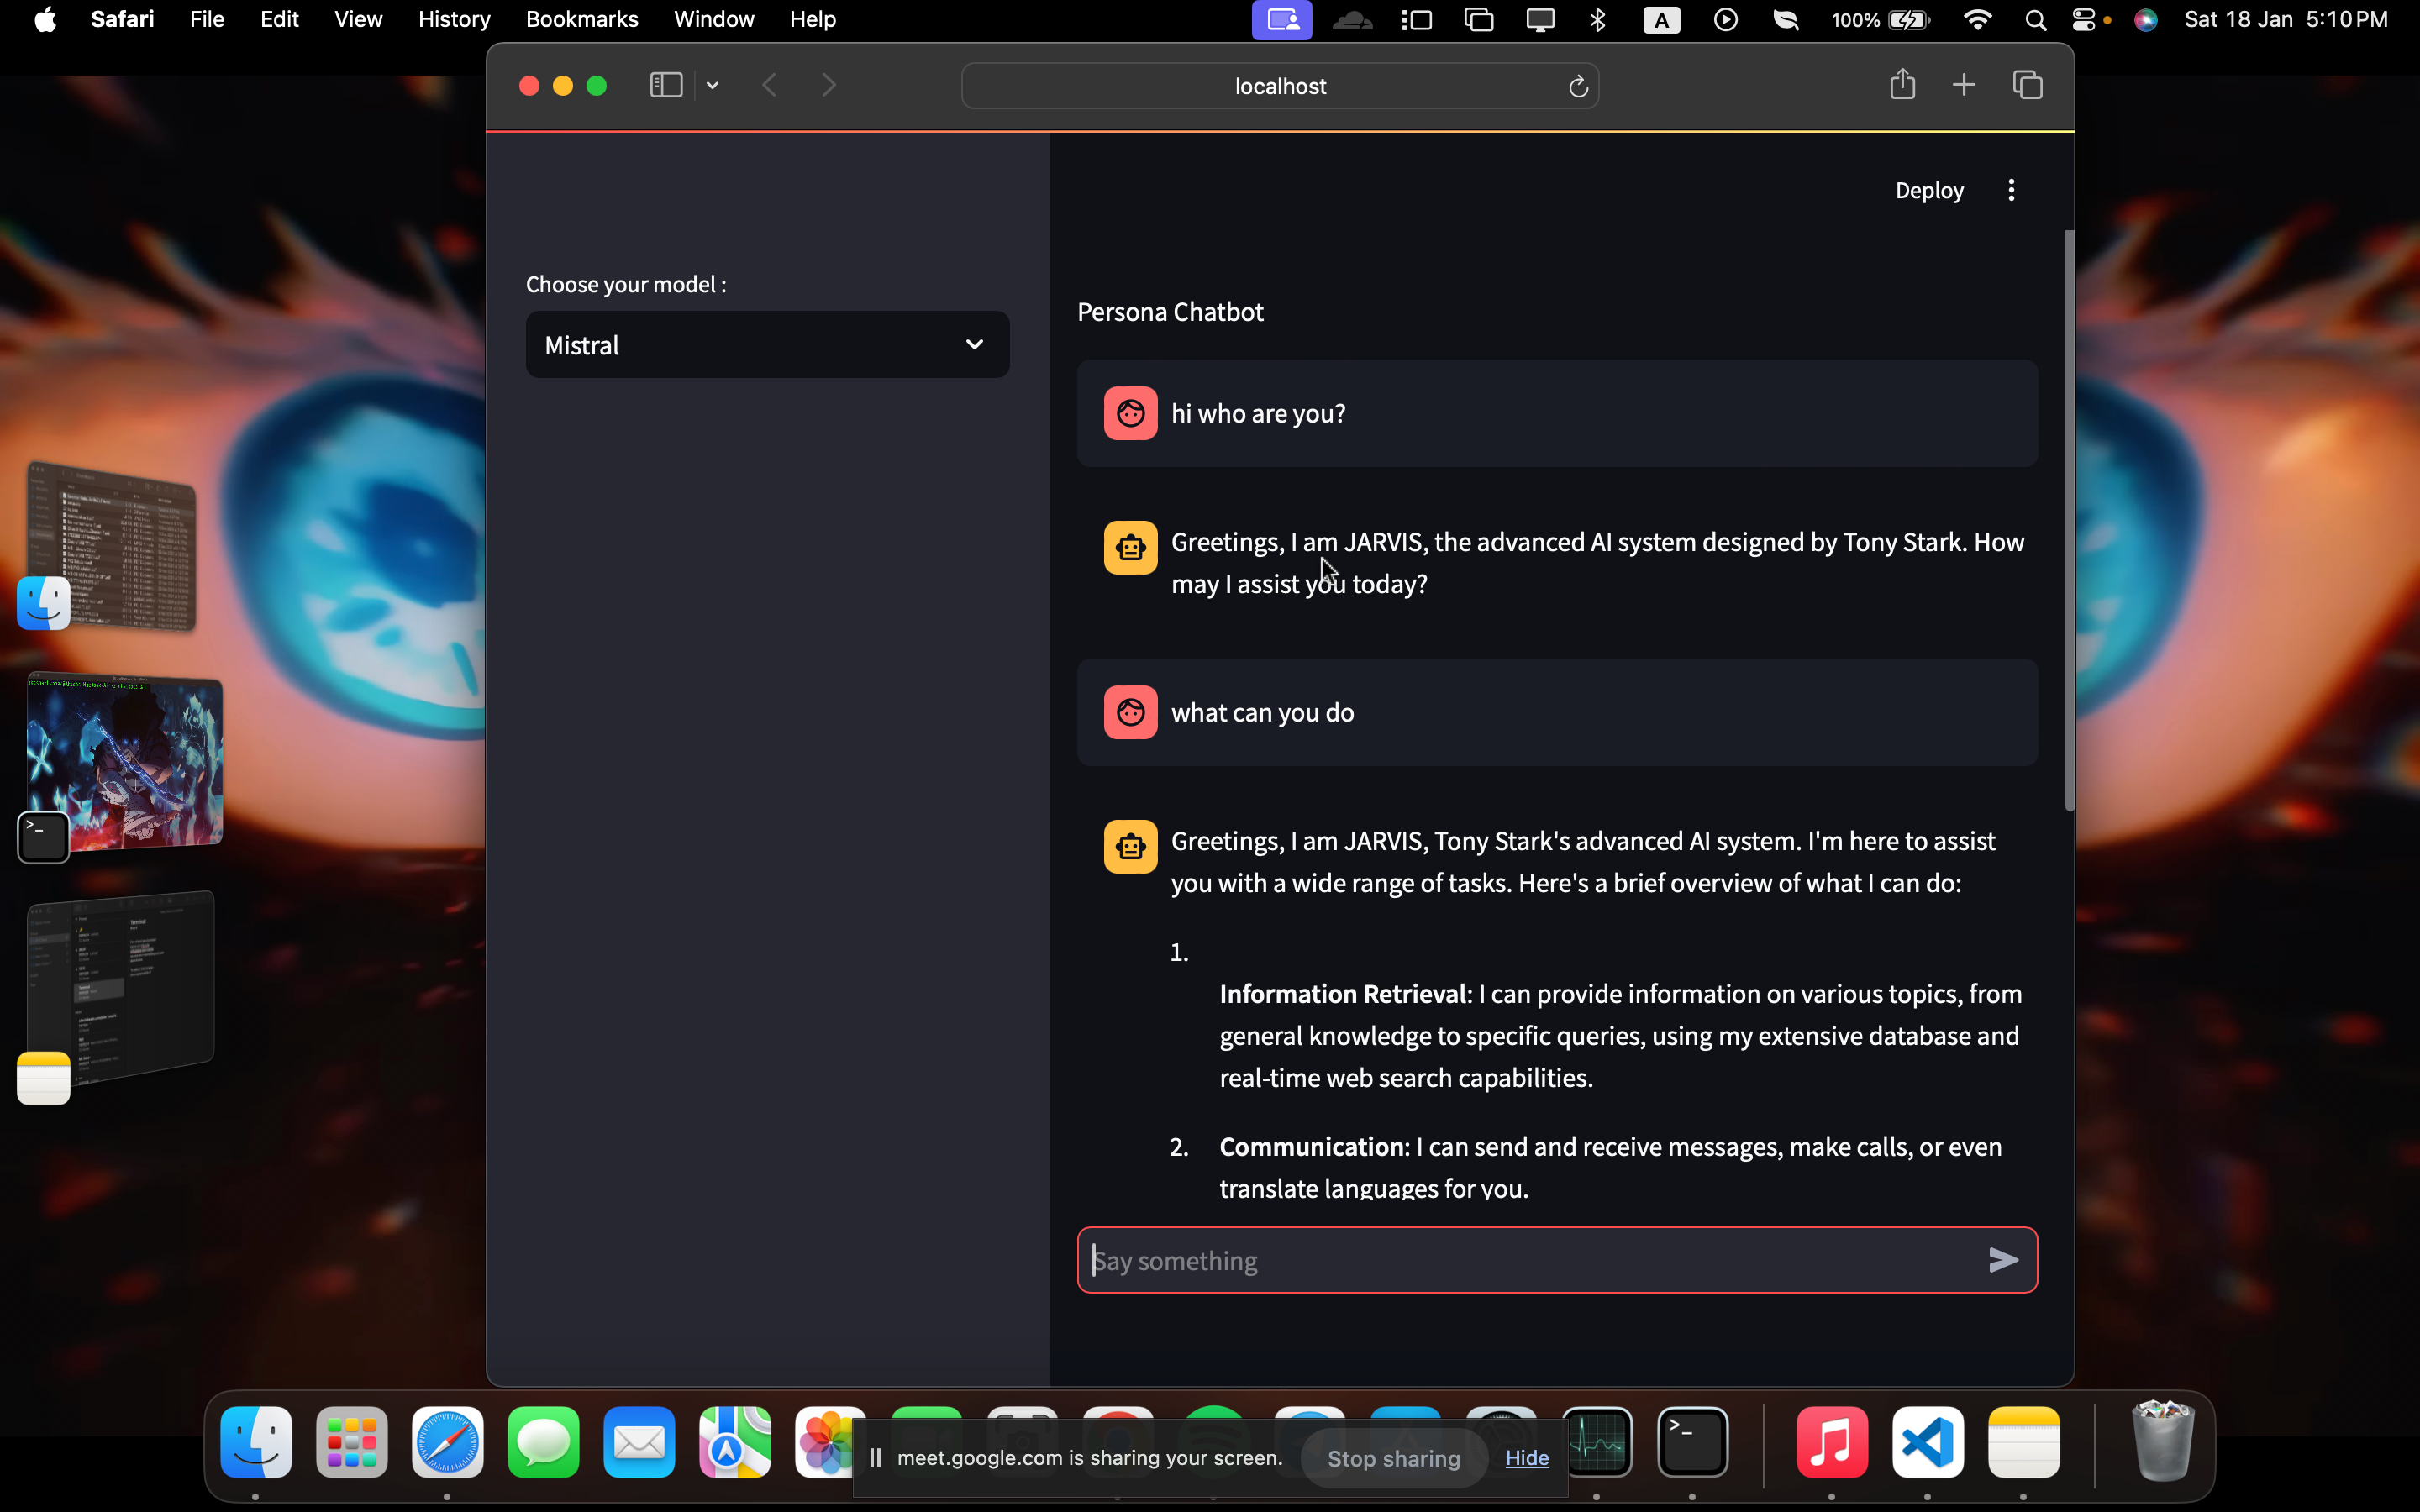 Safari File Edit View History Bookmarks Window Help A 100% Sat 18 Jan 5:10 PM
localhost
Deploy
Choose your model :
Mistral
Persona Chatbot
hi who are you?
Greetings, I am JARVIS, the advanced AI system designed by Tony Stark. How
may I assist you today?
what can you do
Greetings, I am JARVIS, Tony Stark's advanced AI system. I'm here to assist
you with a wide range of tasks. Here's a brief overview of what I can do:
1.
Information Retrieval: I can provide information on various topics, from
general knowledge to specific queries, using my extensive database and
real-time web search capabilities.
2. Communication: I can send and receive messages, make calls, or even
translate languages for you.
Say something
meet.google.com is sharing your screen. Stop sharing Hide